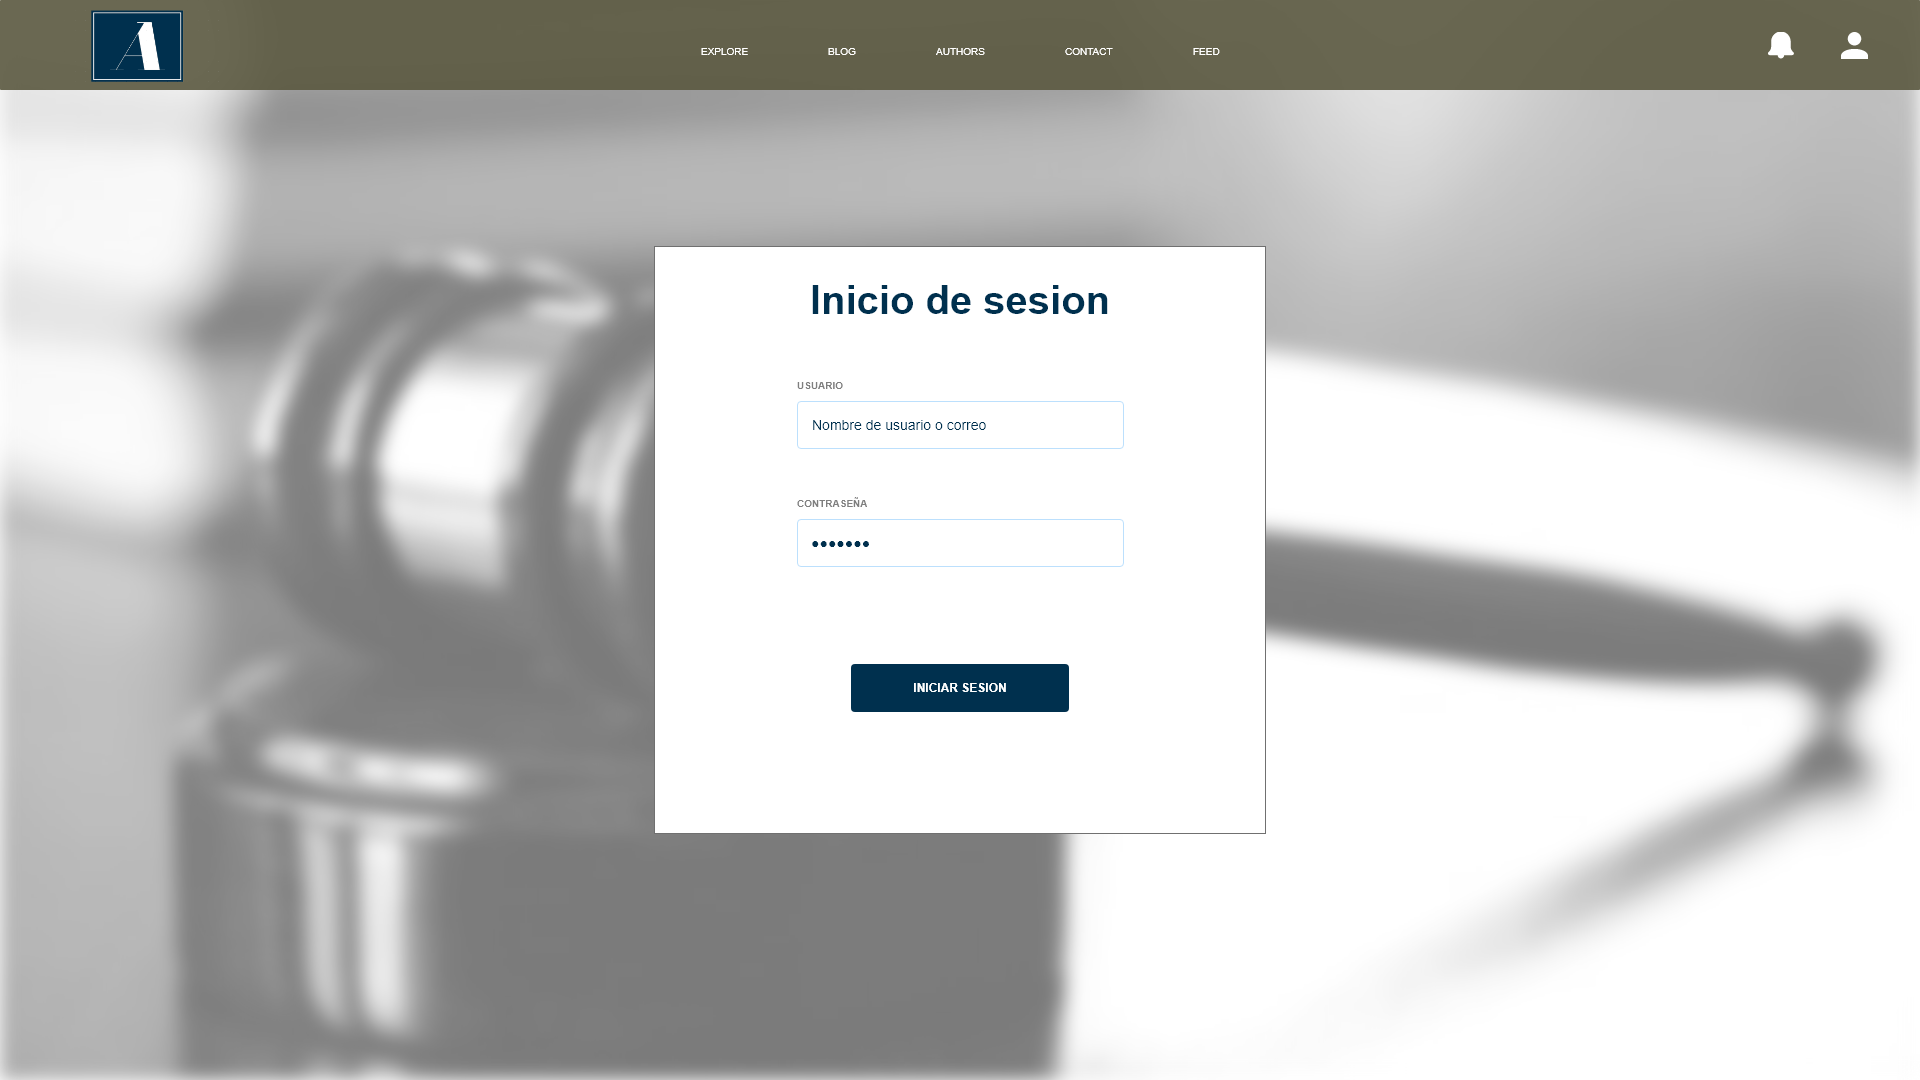 A
EXPLORE
BLOG
AUTHORS
CONTACT
FEED
Inicio de sesion
USUARIO
Nombre de usuario o correo
CONTRASEÑA
•••••••
INICIAR SESION